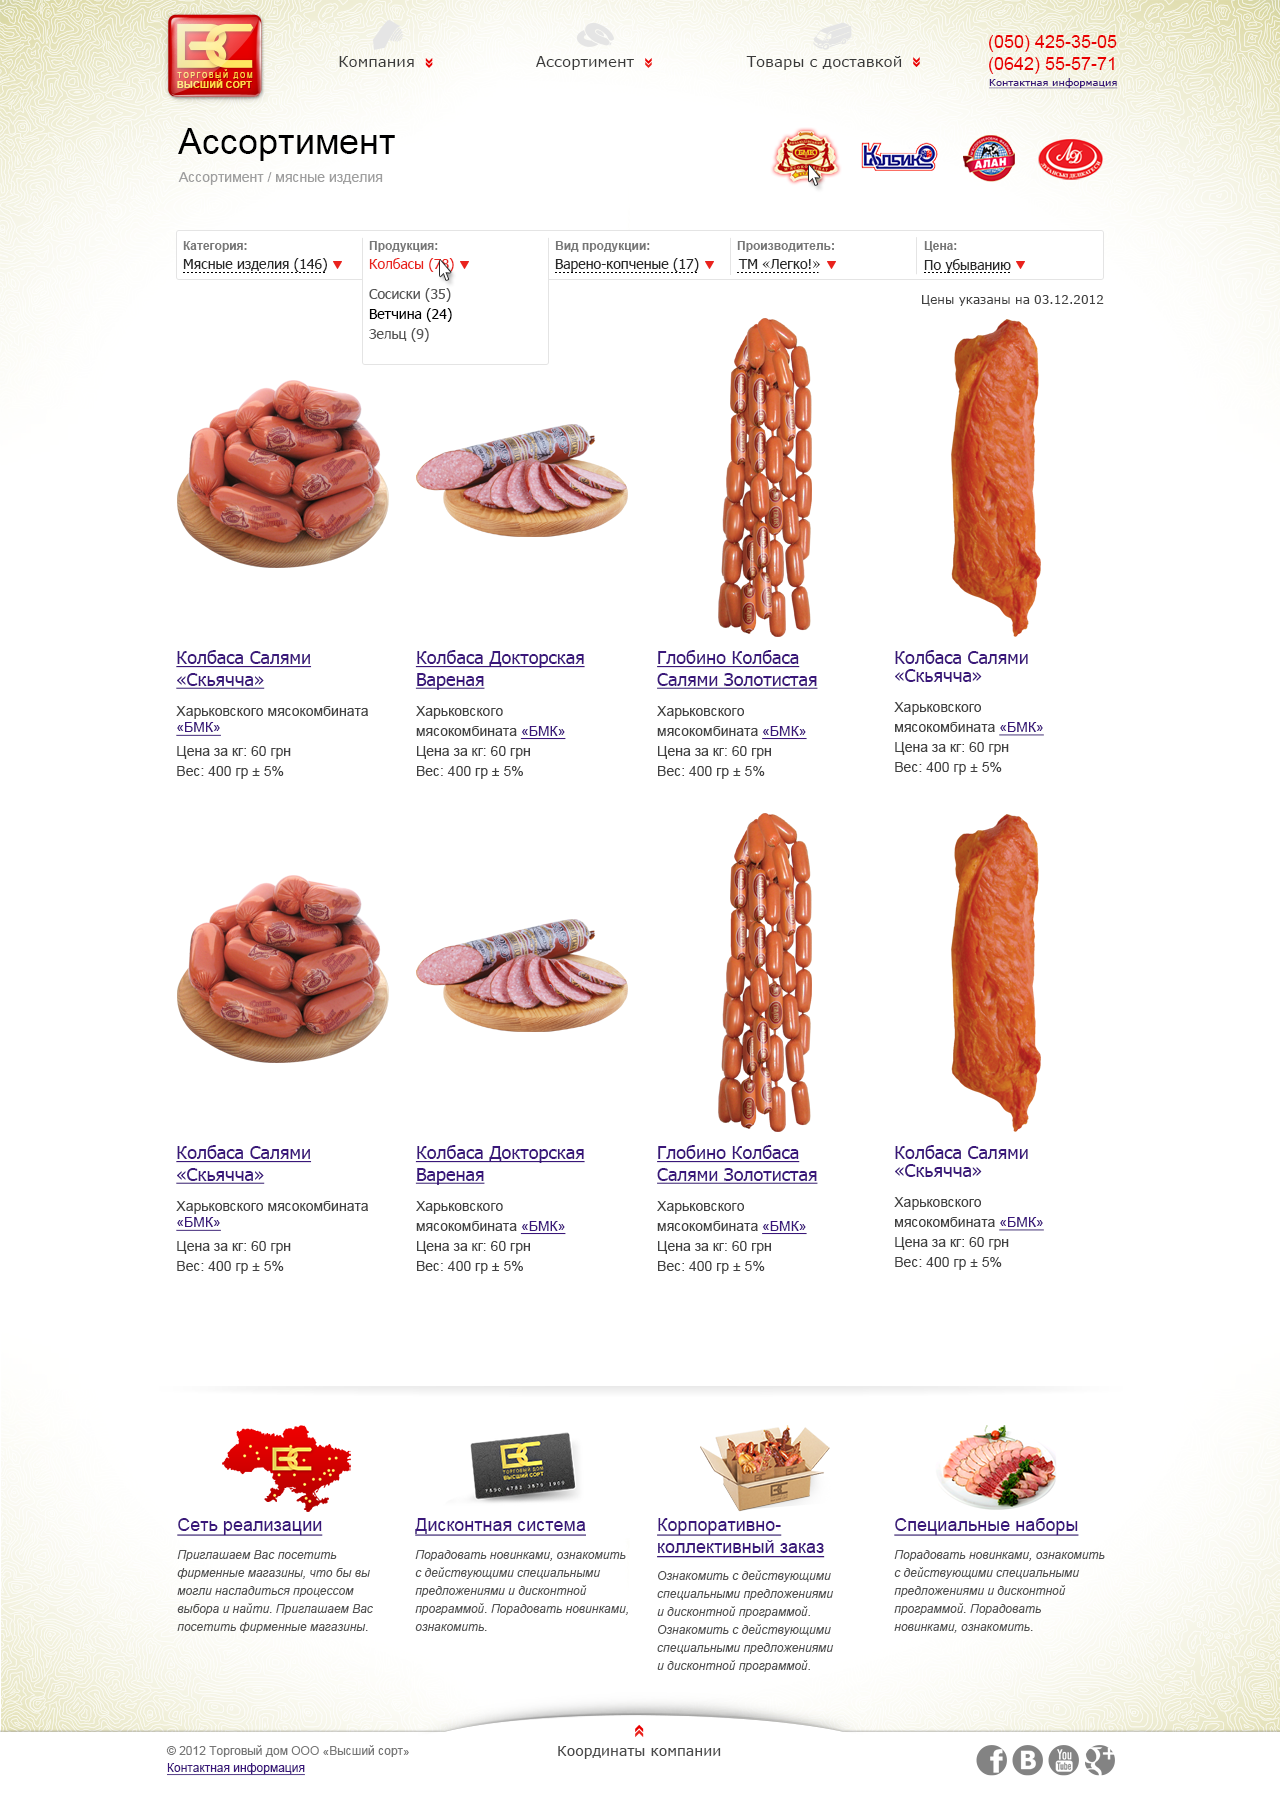 ТОРГОВЫЙ ДОМ
ВЫСШИЙ СОРТ
Компания
Ассортимент
Товары с доставкой
(050) 425-35-05
(0642) 55-57-71
Контактная информация
Ассортимент
Ассортимент / мясные изделия
Колбико
АЛАН
ЛД
Категория:
Мясные изделия (146)
Продукция:
Колбасы
Вид продукции:
Варено-копченые (17)
Производитель:
ТМ «Легко!»
Цена:
По убыванию
Сосиски (35)
Ветчина (24)
Зельц (9)
Цены указаны на 03.12.2012
Колбаса Салями
«Скьячча»
Харьковского мясокомбината
«БМК»
Цена за кг: 60 грн
Вес: 400 гр ± 5%
Колбаса Докторская
Вареная
Харьковского
мясокомбината «БМК»
Цена за кг: 60 грн
Вес: 400 гр ± 5%
Глобино Колбаса
Салями Золотистая
Харьковского
мясокомбината «БМК»
Цена за кг: 60 грн
Вес: 400 гр ± 5%
Колбаса Салями
«Скьячча»
Харьковского
мясокомбината «БМК»
Цена за кг: 60 грн
Вес: 400 гр ± 5%
Колбаса Салями
«Скьячча»
Харьковского мясокомбината
«БМК»
Цена за кг: 60 грн
Вес: 400 гр ± 5%
Колбаса Докторская
Вареная
Харьковского
мясокомбината «БМК»
Цена за кг: 60 грн
Вес: 400 гр ± 5%
Глобино Колбаса
Салями Золотистая
Харьковского
мясокомбината «БМК»
Цена за кг: 60 грн
Вес: 400 гр ± 5%
Колбаса Салями
«Скьячча»
Харьковского
мясокомбината «БМК»
Цена за кг: 60 грн
Вес: 400 гр ± 5%
Сеть реализации
Приглашаем Вас посетить
фирменные магазины, что бы вы
могли насладиться процессом
выбора и найти. Приглашаем Вас
посетить фирменные магазины.
ТОРГОВЫЙ ДОМ
ВЫСШИЙ СОРТ
7590 4782 3870 1909
Дисконтная система
Порадовать новинками, ознакомить
с действующими специальными
предложениями и дисконтной
программой. Порадовать новинками,
ознакомить.
Корпоративно-
коллективный заказ
Ознакомить с действующими
специальными предложениями
и дисконтной программой.
Ознакомить с действующими
специальными предложениями
и дисконтной программой.
Специальные наборы
Порадовать новинками, ознакомить
с действующими специальными
предложениями и дисконтной
программой. Порадовать
новинками, ознакомить.
© 2012 Торговый дом ООО «Высший сорт»
Контактная информация
Координаты компании
You
Tube